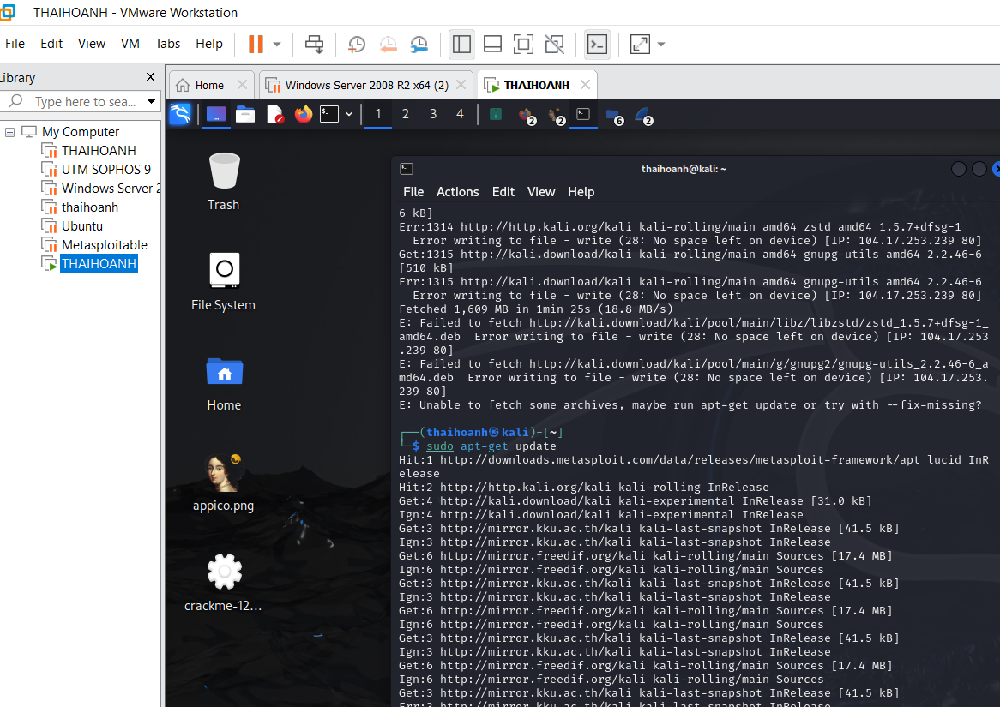 THAIHOANH - VMware Workstation
File Edit View VM Tabs Help
Library
Type here to sea...
Home
Windows Server 2008 R2 x64 (2)
THAIHOANH
1 2 3 4
2 2 6 2
My Computer
THAIHOANH
UTM SOPHOS 9
Windows Server 2
thaihoanh
Ubuntu
Metasploitable
THAIHOANH
Trash
File System
Home
appico.png
crackme-12...
thaihoanh@kali: ~
File Actions Edit View Help
6 kB]
Err:1314 http://http.kali.org/kali kali-rolling/main amd64 zstd amd64 1.5.7+dfsg-1
Error writing to file - write (28: No space left on device) [IP: 104.17.253.239 80]
Get:1315 http://kali.download/kali kali-rolling/main amd64 gnupg-utils amd64 2.2.46-6
[510 kB]
Err:1315 http://kali.download/kali kali-rolling/main amd64 gnupg-utils amd64 2.2.46-6
Error writing to file - write (28: No space left on device) [IP: 104.17.253.239 80]
Fetched 1,609 MB in 1min 25s (18.8 MB/s)
E: Failed to fetch http://kali.download/kali/pool/main/libz/libzstd/zstd_1.5.7+dfsg-1_
amd64.deb  Error writing to file - write (28: No space left on device) [IP: 104.17.253
.239 80]
E: Failed to fetch http://kali.download/kali/pool/main/g/gnupg2/gnupg-utils_2.2.46-6_a
md64.deb  Error writing to file - write (28: No space left on device) [IP: 104.17.253.
239 80]
E: Unable to fetch some archives, maybe run apt-get update or try with --fix-missing?
┌──(thaihoanh㉿kali)-[~]
└─$ sudo apt-get update
Hit:1 http://downloads.metasploit.com/data/releases/metasploit-framework/apt lucid InR
elease
Hit:2 http://http.kali.org/kali kali-rolling InRelease
Get:4 http://kali.download/kali kali-experimental InRelease [31.0 kB]
Ign:4 http://kali.download/kali kali-experimental InRelease
Get:3 http://mirror.kku.ac.th/kali kali-last-snapshot InRelease [41.5 kB]
Ign:3 http://mirror.kku.ac.th/kali kali-last-snapshot InRelease
Get:6 http://mirror.freedif.org/kali kali-rolling/main Sources [17.4 MB]
Ign:6 http://mirror.freedif.org/kali kali-rolling/main Sources
Get:3 http://mirror.kku.ac.th/kali kali-last-snapshot InRelease [41.5 kB]
Ign:3 http://mirror.kku.ac.th/kali kali-last-snapshot InRelease
Get:6 http://mirror.freedif.org/kali kali-rolling/main Sources [17.4 MB]
Ign:6 http://mirror.freedif.org/kali kali-rolling/main Sources
Get:3 http://mirror.kku.ac.th/kali kali-last-snapshot InRelease [41.5 kB]
Ign:3 http://mirror.kku.ac.th/kali kali-last-snapshot InRelease
Get:6 http://mirror.freedif.org/kali kali-rolling/main Sources [17.4 MB]
Ign:6 http://mirror.freedif.org/kali kali-rolling/main Sources
Get:3 http://mirror.kku.ac.th/kali kali-last-snapshot InRelease [41.5 kB]
Err:3 http://mirror.kku.ac.th/kali kali-last-snapshot InRelease